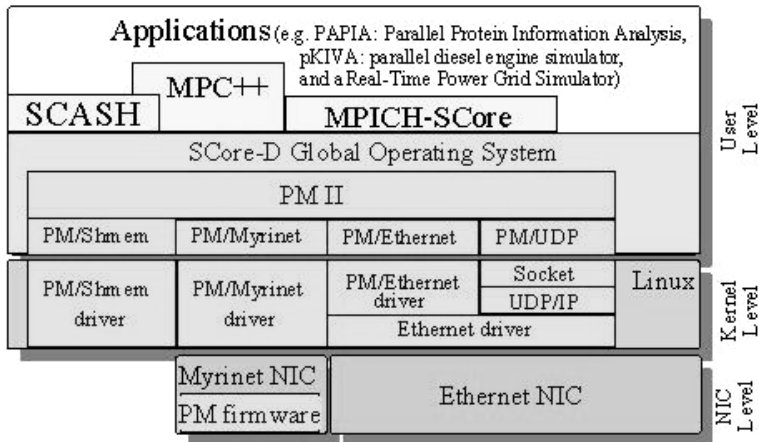 Applications (e.g. PAPIA: Parallel Protein Information Analysis,
pKIVA: parallel diesel engine simulator,
and a Real-Time Power Grid Simulator)
MPC++
SCASH
MPICH-SCore
SCore-D Global Operating System
PM II
PM/Shmem
PM/Myrinet
PM/Ethernet
PM/UDP
User
Level
PM/Shmem
driver
PM/Myrinet
driver
PM/Ethernet
driver
Socket
UDP/IP
Ethernet driver
Linux
Kernel
Level
Myrinet NIC
PM firmware
Ethernet NIC
NIC
Level